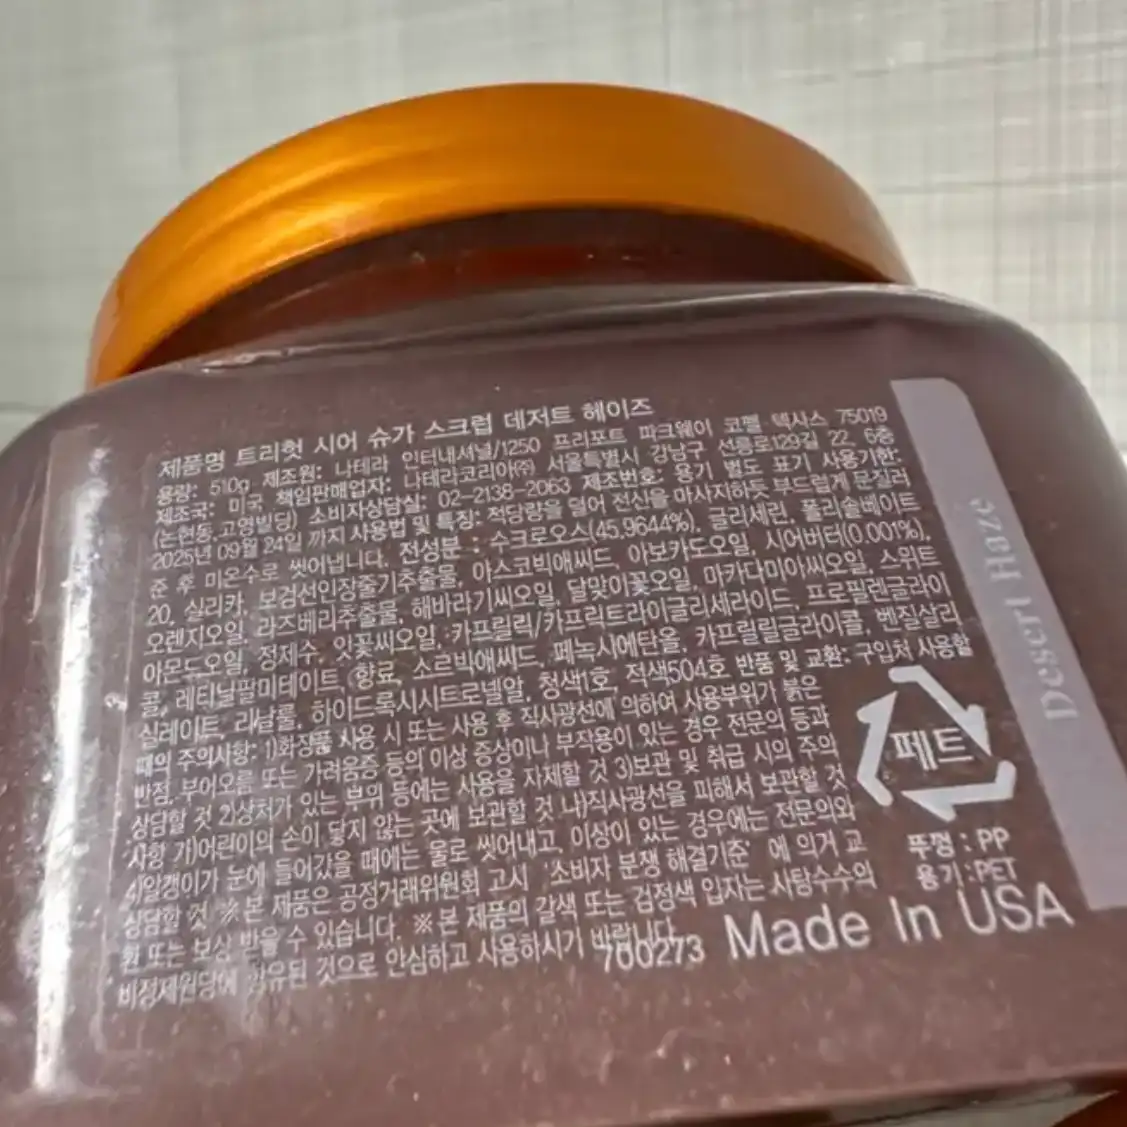 제품명 트리헛 시어 슈가 스크럽 데저트 헤이즈
용량: 510g 제조원: 나테라 인터내셔널/1250 프리포트 파크웨이 코펠 텍사스 75019
제조국: 미국 책임판매업자: 나테라코리아㈜ 서울특별시 강남구 선릉로129길 22, 6층
(논현동,고영빌딩) 소비자상담실: 02-2138-2063 제조번호: 용기 별도 표기 사용기한:
2025년 09월 24일 까지 사용법 및 특징: 적당량을 덜어 전신을 마사지하듯 부드럽게 문질러
준 후 미온수로 씻어냅니다. 전성분 : 수크로오스(45.9644%), 글리세린, 폴리솔베이트
20, 실리카, 보검선인장줄기추출물, 아스코빅애씨드, 아보카도오일, 시어버터(0.001%),
오렌지오일, 라즈베리추출물, 해바라기씨오일, 달맞이꽃오일, 마카다미아씨오일, 스위트
아몬드오일, 정제수, 잇꽃씨오일, 카프릴릭/카프릭트라이글리세라이드, 프로필렌글라이
콜, 레티닐팔미테이트, 향료, 소르빅애씨드, 페녹시에탄올, 카프릴릴글라이콜, 벤질살리
실레이트, 리날룰, 하이드록시시트로넬알, 청색1호, 적색504호 반품 및 교환: 구입처 사용할
때의 주의사항: 1)화장품 사용 시 또는 사용 후 직사광선에 의하여 사용부위가 붉은
반점, 부어오름 또는 가려움증 등의 이상 증상이나 부작용이 있는 경우 전문의 등과
상담할 것 2)상처가 있는 부위 등에는 사용을 자제할 것 3)보관 및 취급 시의 주의
사항 가)어린이의 손이 닿지 않는 곳에 보관할 것 나)직사광선을 피해서 보관할 것
4)알갱이가 눈에 들어갔을 때에는 물로 씻어내고, 이상이 있는 경우에는 전문의와
상담할 것 ※본 제품은 공정거래위원회 고시 '소비자 분쟁 해결기준' 에 의거 교
환 또는 보상 받을 수 있습니다. ※본 제품의 갈색 또는 검정색 입자는 사탕수수의
비정제원당에 함유된 것으로 안심하고 사용하시기 바랍니다.
700273 Made In USA
페트
뚜껑 : PP
용기 : PET
Desert Haze